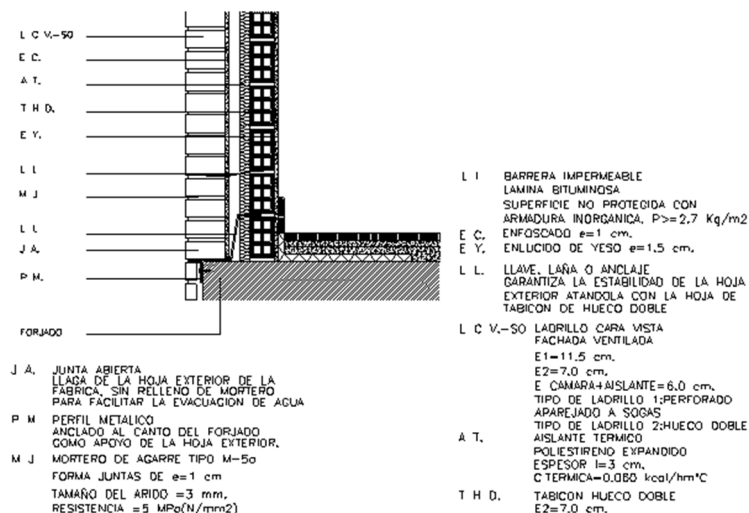 L C V.-SO
E C.
A T.
T H D.
E Y.
L I.
M J
L L.
J A.
P M.
FORJADO
J A. JUNTA ABIERTA
LLAGA DE LA HOJA EXTERIOR DE LA
FABRICA, SIN RELLENO DE MORTERO
PARA FACILITAR LA EVACUACION DE AGUA
P M PERFIL METALICO
ANCLADO AL CANTO DEL FORJADO
COMO APOYO DE LA HOJA EXTERIOR.
M J MORTERO DE AGARRE TIPO M-5a
FORMA JUNTAS DE e=1 cm
TAMAÑO DEL ARIDO =3 mm.
RESISTENCIA =5 MPa(N/mm2)
L I BARRERA IMPERMEABLE
LAMINA BITUMINOSA
SUPERFICIE NO PROTEGIDA CON
ARMADURA INORGANICA. P>=2.7 Kg/m2
E C. ENFOSCADO e=1 cm.
E Y. ENLUCIDO DE YESO e=1.5 cm.
L L. LLAVE, LAÑA O ANCLAJE
GARANTIZA LA ESTABILIDAD DE LA HOJA
EXTERIOR ATANDOLA CON LA HOJA DE
TABICON DE HUECO DOBLE
L C V.-SO LADRILLO CARA VISTA
FACHADA VENTILADA
E1=11.5 cm.
E2=7.0 cm.
E CAMARA+AISLANTE=6.0 cm.
TIPO DE LADRILLO 1:PERFORADO
APAREJADO A SOGAS
TIPO DE LADRILLO 2:HUECO DOBLE
A T. AISLANTE TERMICO
POLIESTIRENO EXPANDIDO
ESPESOR l=3 cm.
C TERMICA=0.060 kcal/hm°C
T H D. TABICON HUECO DOBLE
E2=7.0 cm.